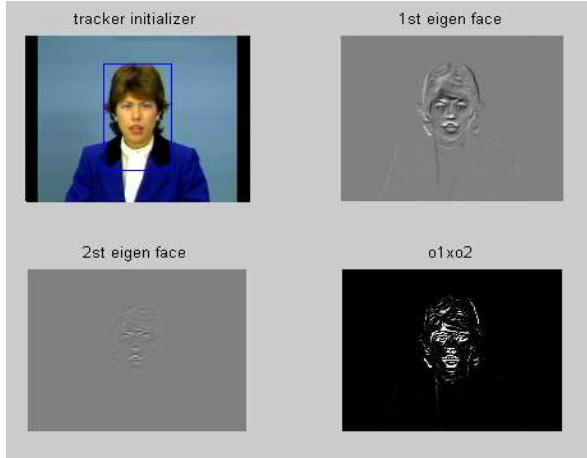 tracker initializer
1st eigen face
2st eigen face
o1xo2